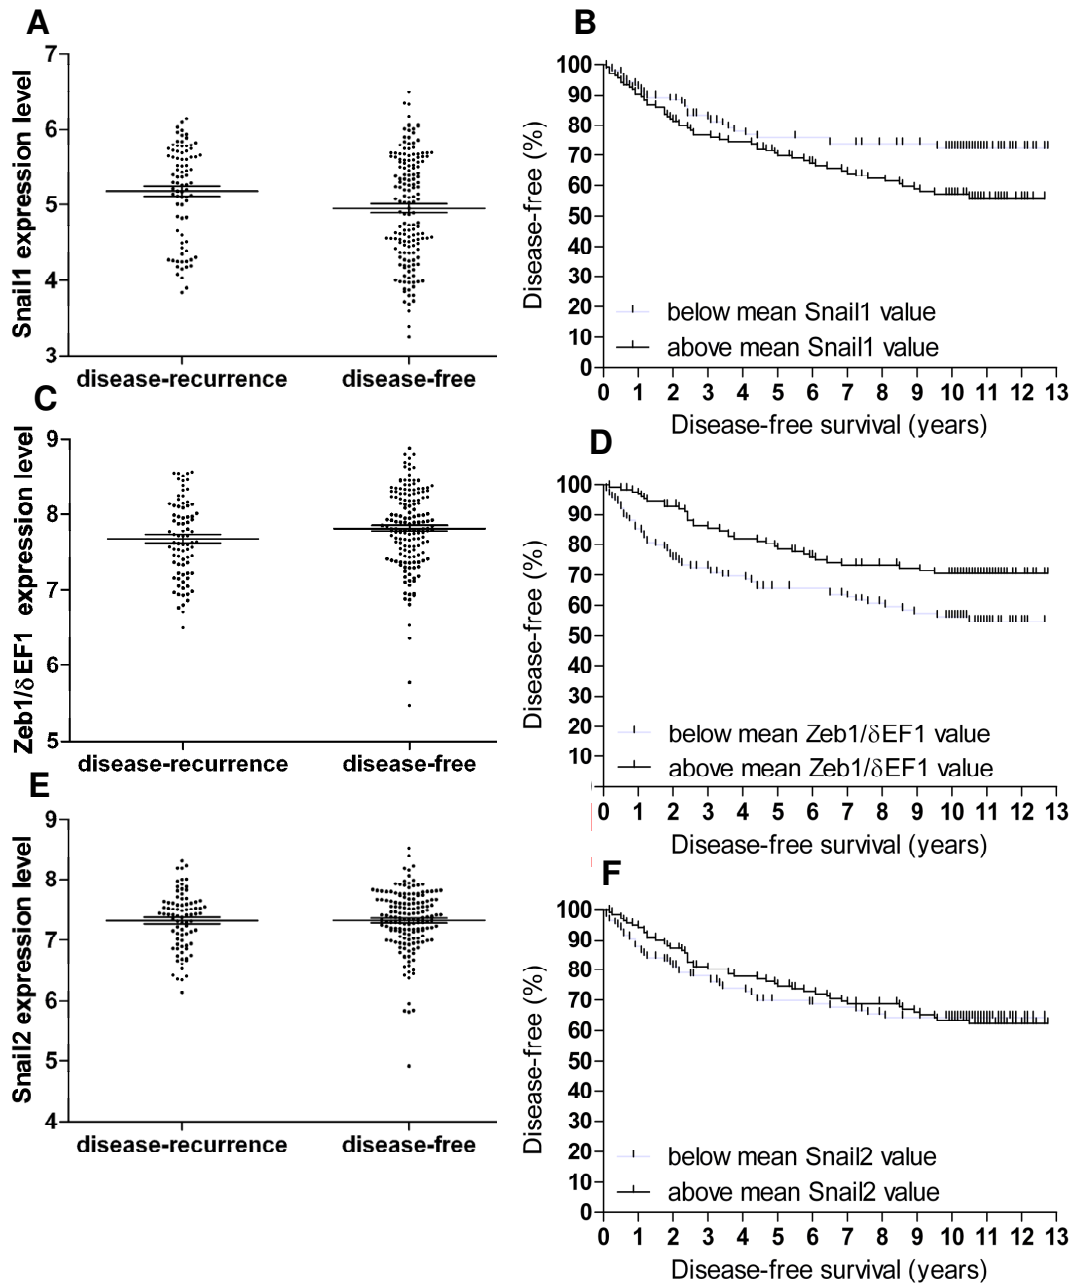 A
Snail1 expression level
7
6
5
4
3
disease-recurrence disease-free
B
Disease-free (%)
100
90
80
70
60
50
40
30
20
10
0
below mean Snail1 value
above mean Snail1 value
0 1 2 3 4 5 6 7 8 9 10 11 12 13
Disease-free survival (years)
C
Zeb1/δEF1 expression level
9
8
7
6
5
disease-recurrence disease-free
D
Disease-free (%)
100
90
80
70
60
50
40
30
20
10
below mean Zeb1/δEF1 value
above mean Zeb1/δEF1 value
0 1 2 3 4 5 6 7 8 9 10 11 12 13
Disease-free survival (years)
E
Snail2 expression level
9
8
7
6
5
4
disease-recurrence disease-free
F
Disease-free (%)
100
90
80
70
60
50
40
30
20
10
0
below mean Snail2 value
above mean Snail2 value
0 1 2 3 4 5 6 7 8 9 10 11 12 13
Disease-free survival (years)